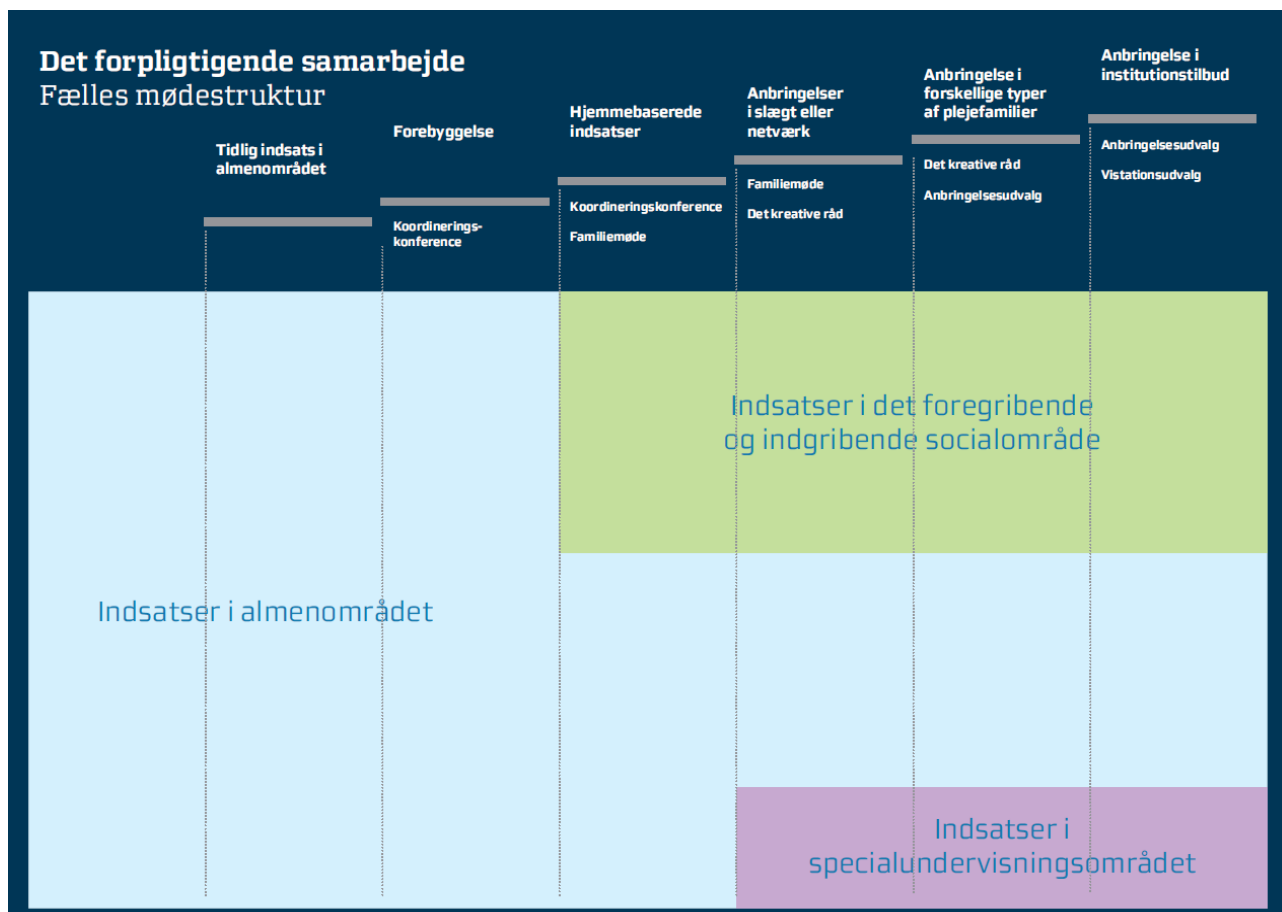 Det forpligtigende samarbejde
Fælles mødestruktur
Tidlig indsats i
almenområdet
Forebyggelse
Koordinerings-
konference
Hjemmebaserede
indsatser
Koordineringskonference
Familiemøde
Anbringelser
i slægt eller
netværk
Familiemøde
Det kreative råd
Anbringelse i
forskellige typer
af plejefamilier
Det kreative råd
Anbringelsesudvalg
Anbringelse i
institutionstilbud
Anbringelsesudvalg
Vistationsudvalg
Indsatser i det foregribende
og indgribende socialområde
Indsatser i almenområdet
Indsatser i
specialundervisningsområdet